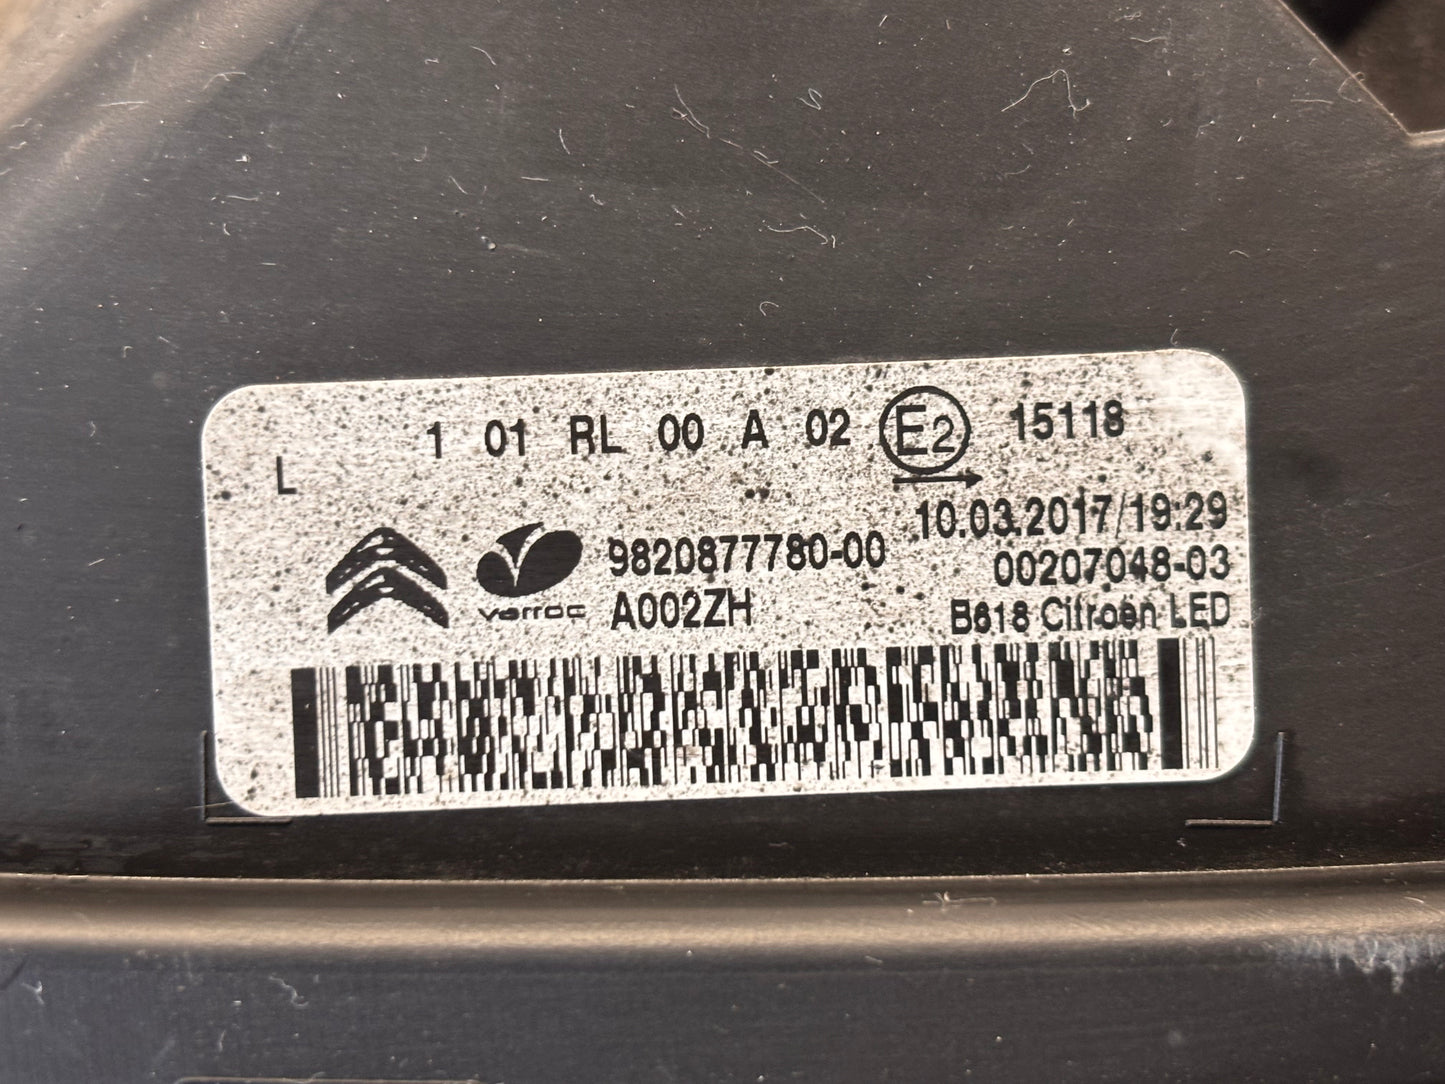 L 1 01 RL 00 A 02 E2 15118
10.03.2017/19:29
varroc 9820877780-00 00207048-03
A002ZH B618 Citroën LED